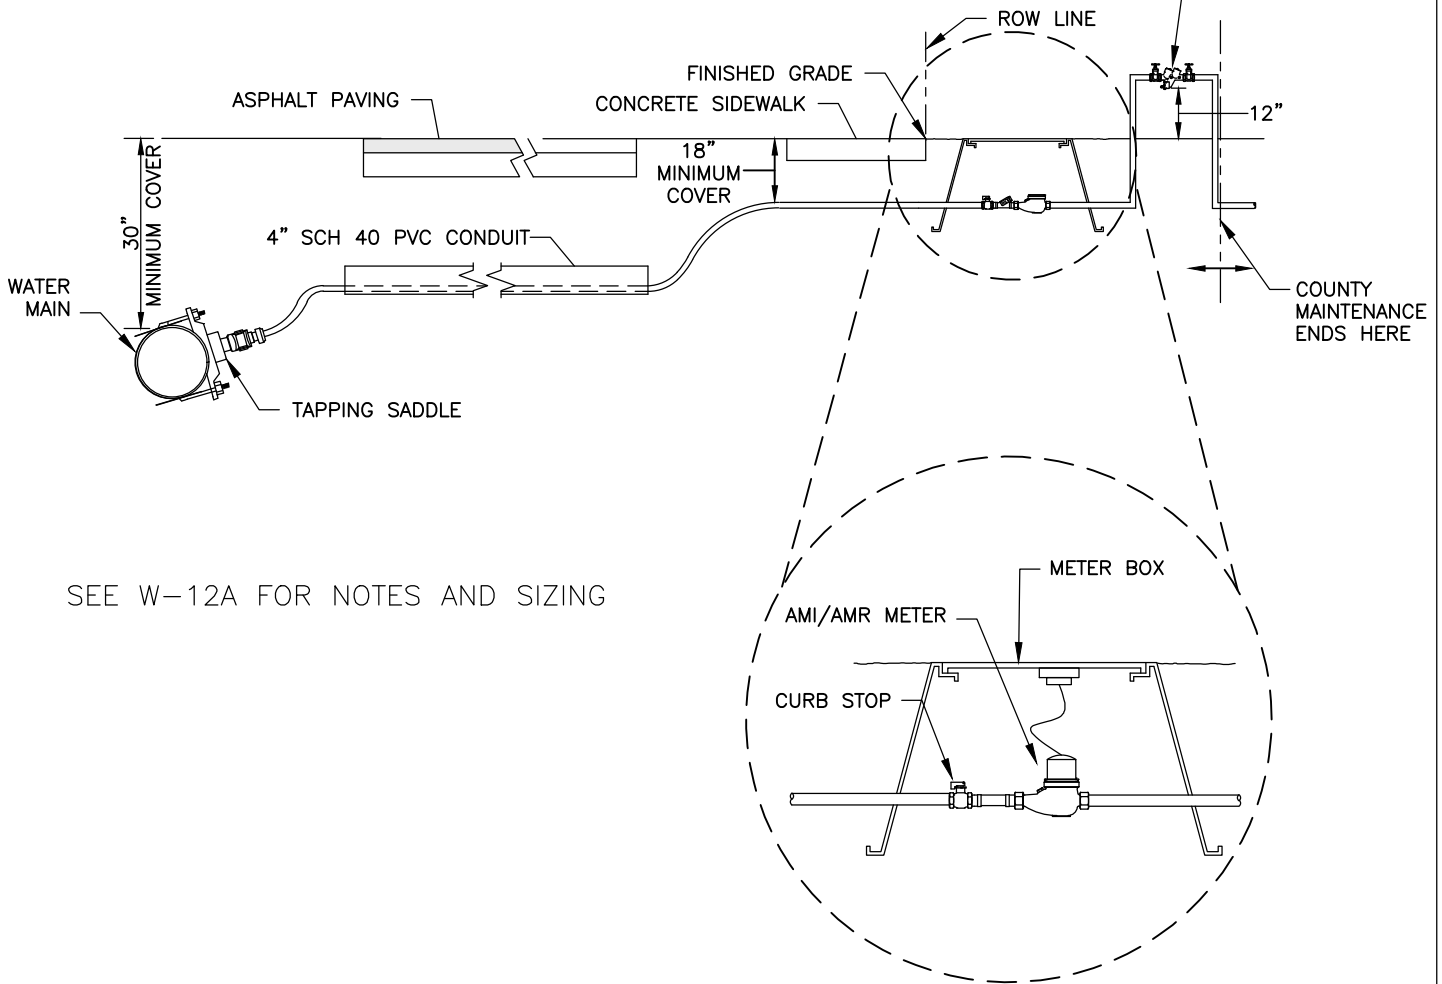 ROW LINE
FINISHED GRADE
ASPHALT PAVING
CONCRETE SIDEWALK
12”
18”
MINIMUM
COVER
30”
MINIMUM COVER
4” SCH 40 PVC CONDUIT
WATER
MAIN
COUNTY
MAINTENANCE
ENDS HERE
TAPPING SADDLE
SEE W–12A FOR NOTES AND SIZING
METER BOX
AMI/AMR METER
CURB STOP